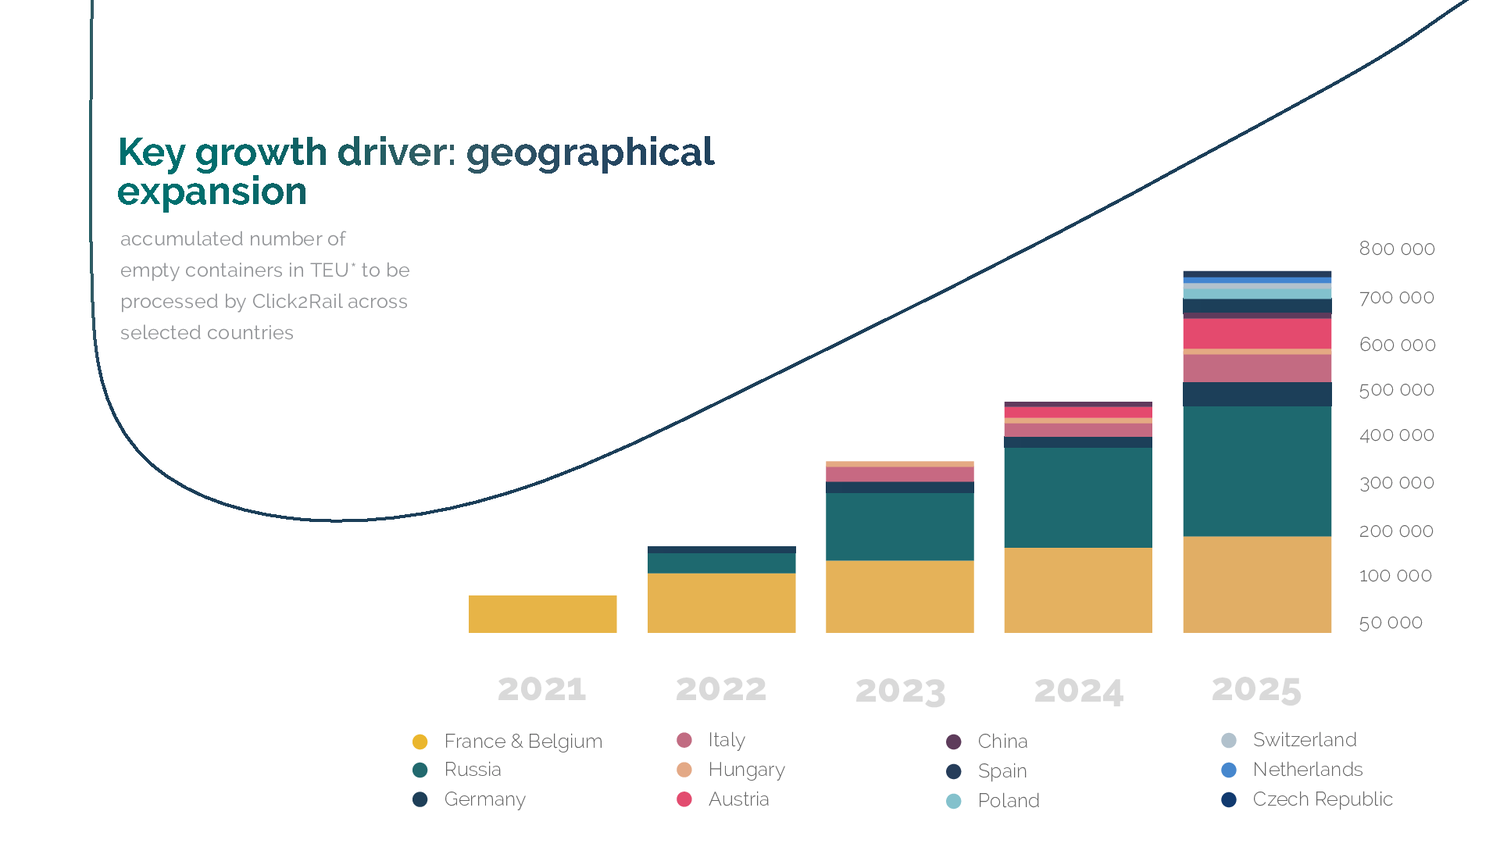 Key growth driver: geographical
expansion
accumulated number of
empty containers in TEU* to be
processed by Click2Rail across
selected countries
800 000
700 000
600 000
500 000
400 000
300 000
200 000
100 000
50 000
2021
2022
2023
2024
2025
France & Belgium
Russia
Germany
Italy
Hungary
Austria
China
Spain
Poland
Switzerland
Netherlands
Czech Republic